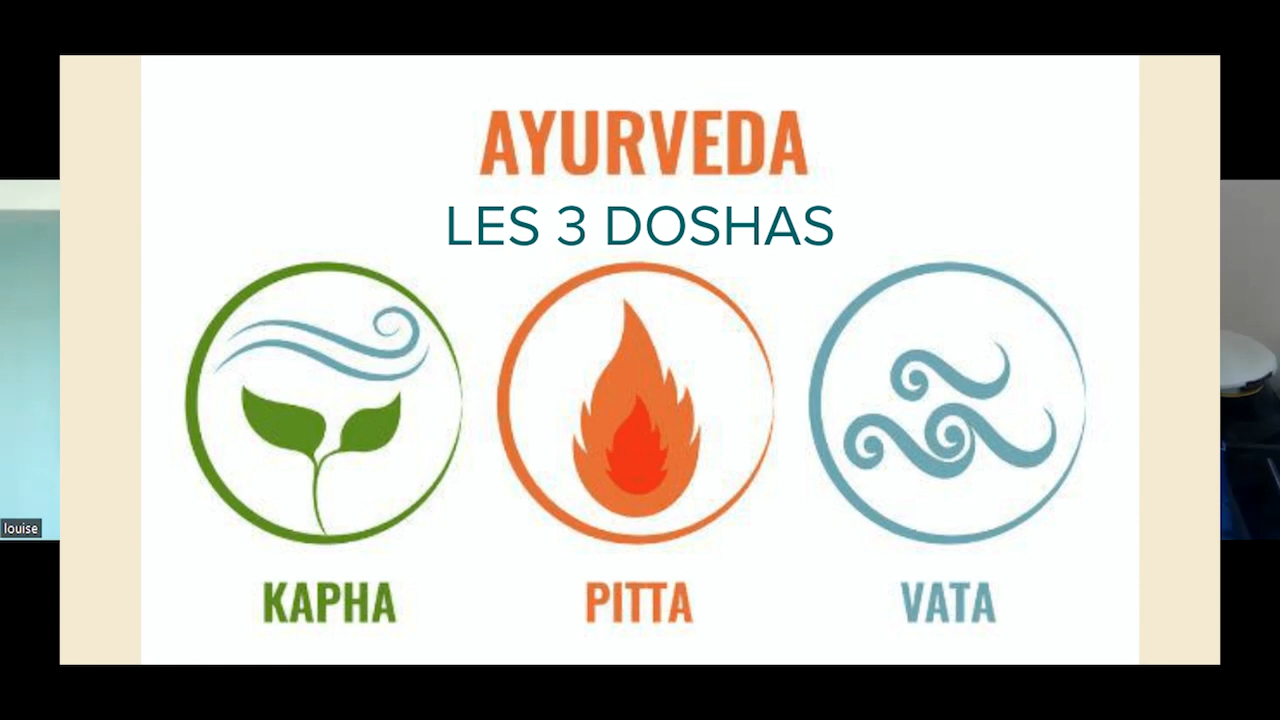 AYURVEDA
LES 3 DOSHAS
KAPHA
PITTA
VATA
louise